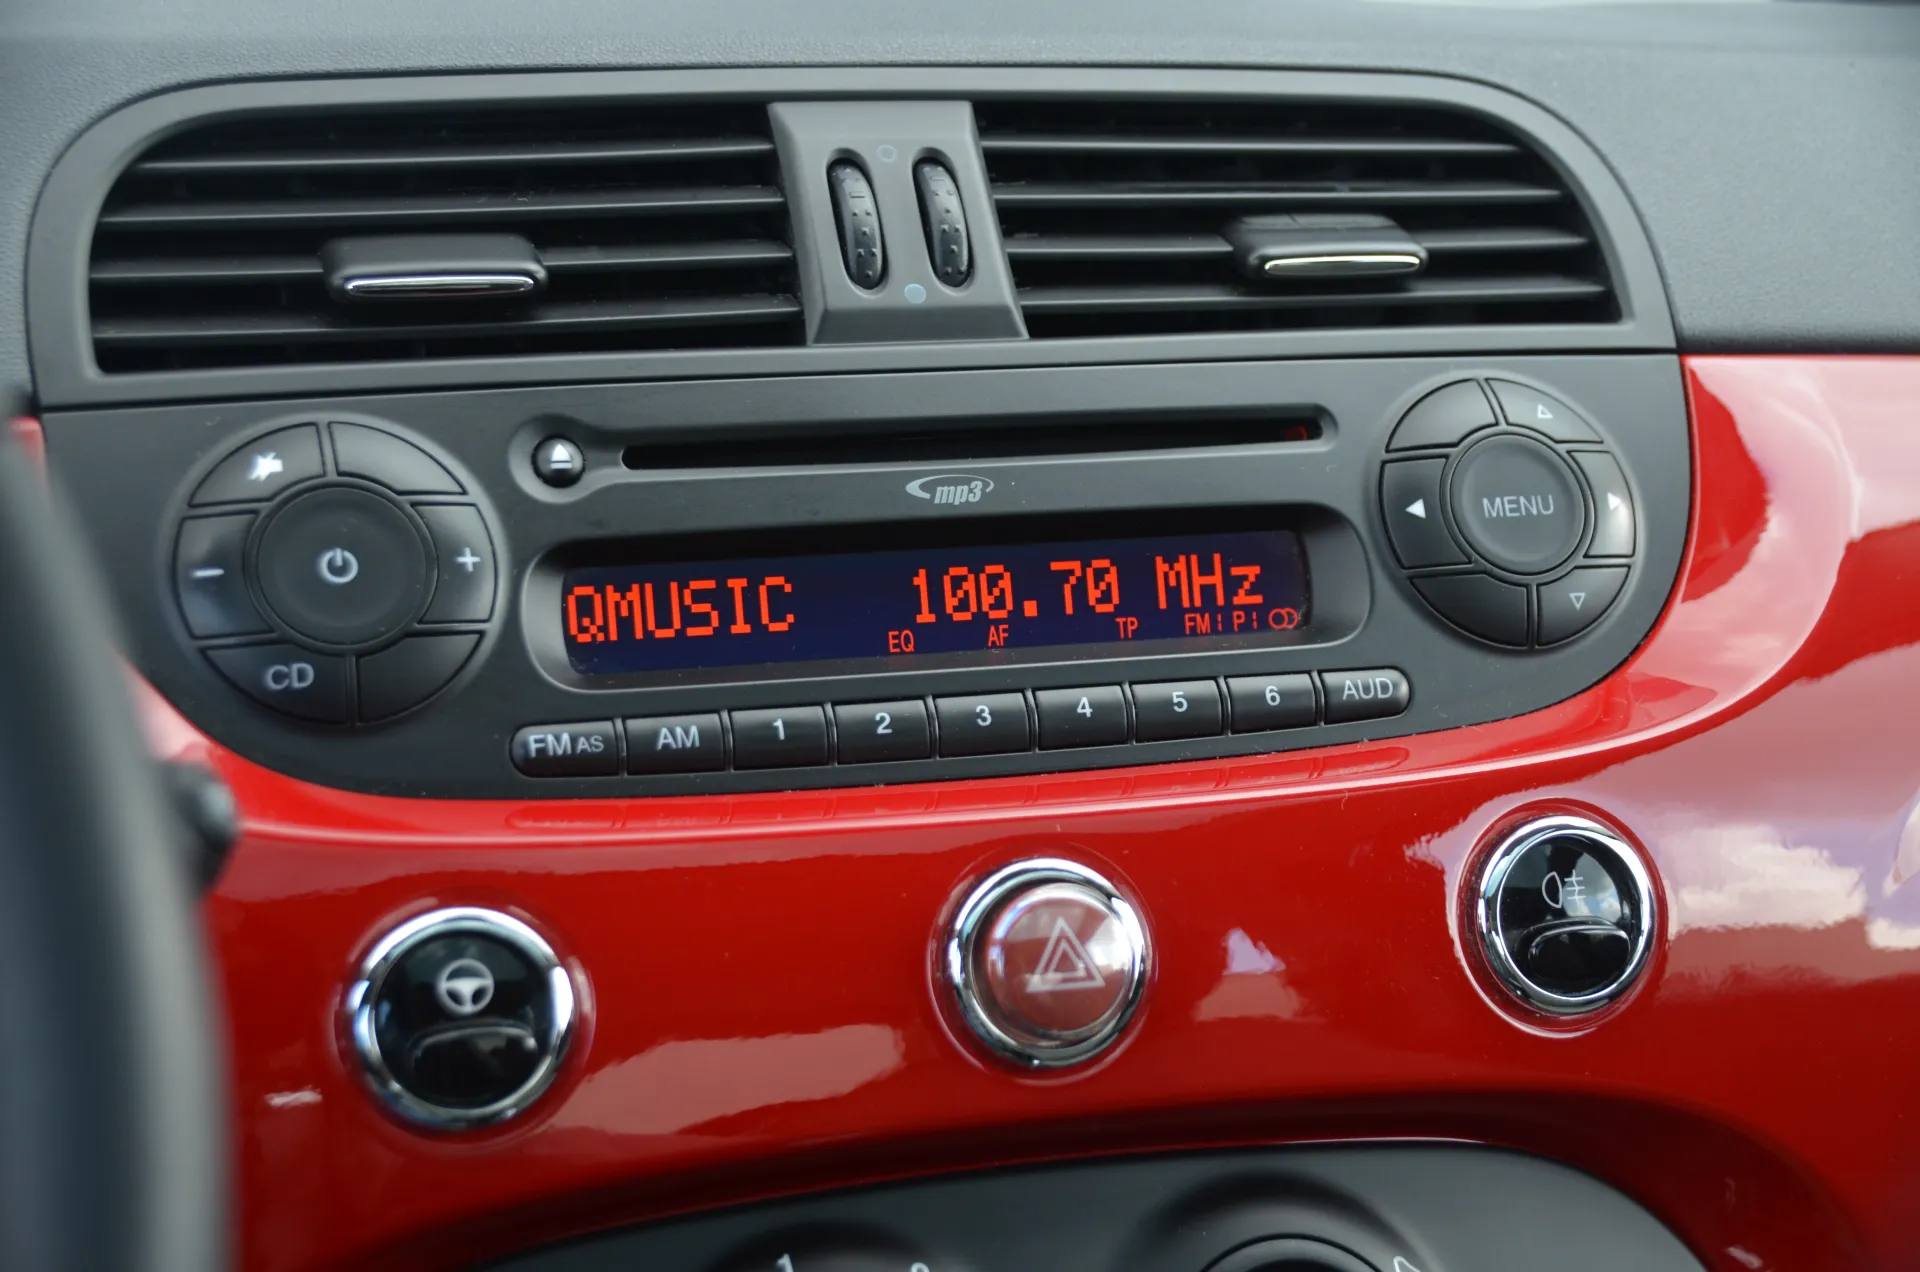 mp3
MENU
QMUSIC 100.70 MHz
EQ AF TP FM P
CD
FM AS AM 1 2 3 4 5 6 AUD
1